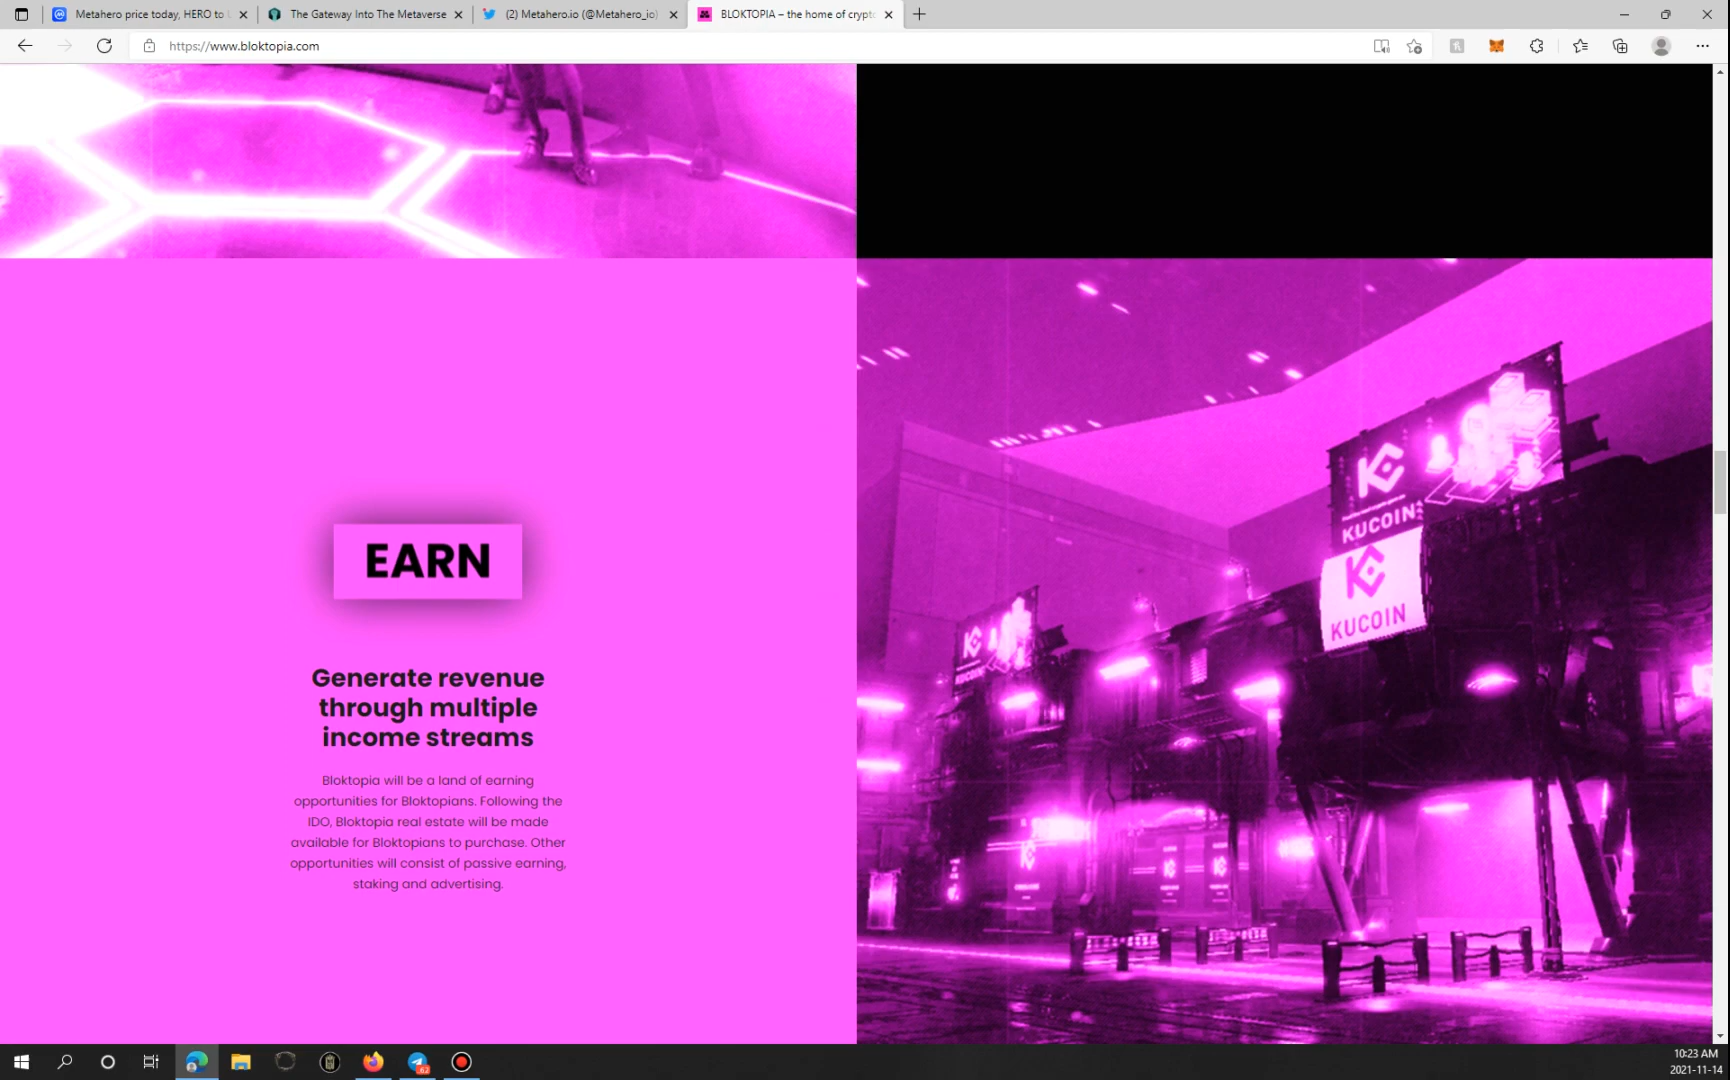 Metahero price today, HERO to
The Gateway Into The Metaverse
(2) Metahero.io (@Metahero_io)
BLOKTOPIA – the home of crypto
https://www.bloktopia.com
EARN
Generate revenue
through multiple
income streams
Bloktopia will be a land of earning
opportunities for Bloktopians. Following the
IDO, Bloktopia real estate will be made
available for Bloktopians to purchase. Other
opportunities will consist of passive earning,
staking and advertising.
KUCOIN
KUCOIN
KUCOIN
62
10:23 AM
2021-11-14